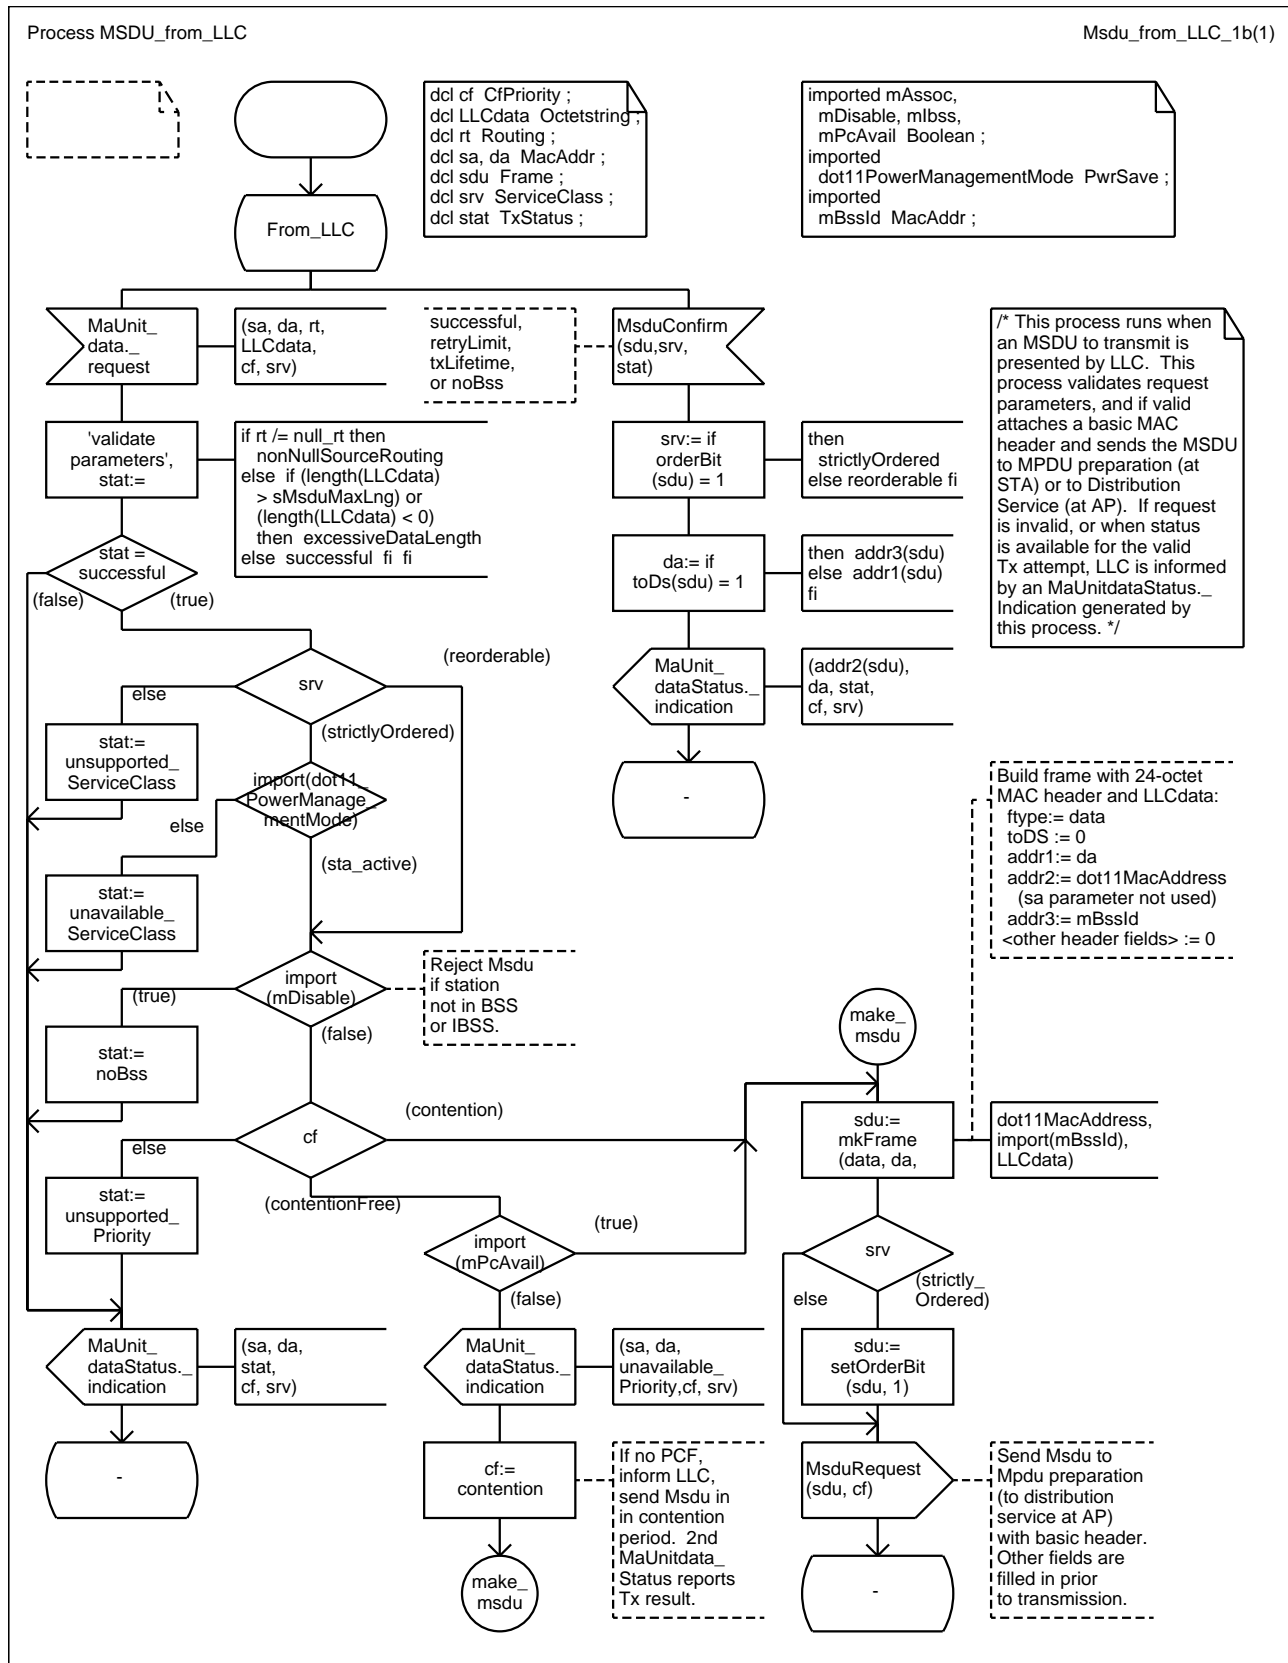 Process MSDU_from_LLC
Msdu_from_LLC_1b(1)
dcl cf  CfPriority ;
dcl LLCdata  Octetstring ;
dcl rt  Routing ;
dcl sa, da  MacAddr ;
dcl sdu  Frame ;
dcl srv  ServiceClass ;
dcl stat  TxStatus ;
imported mAssoc,
mDisable, mIbss,
mPcAvail  Boolean ;
imported
dot11PowerManagementMode  PwrSave ;
imported
mBssId  MacAddr ;
From_LLC
MaUnit_
data._
request
(sa, da, rt,
LLCdata,
cf, srv)
successful,
retryLimit,
txLifetime,
or noBss
MsduConfirm
(sdu,srv,
stat)
/* This process runs when
an MSDU to transmit is
presented by LLC.  This
process validates request
parameters, and if valid
attaches a basic MAC
header and sends the MSDU
to MPDU preparation (at
STA) or to Distribution
Service (at AP).  If request
is invalid, or when status
is available for the valid
Tx attempt, LLC is informed
by an MaUnitdataStatus._
Indication generated by
this process. */
'validate
parameters',
stat:=
if rt /= null_rt then
nonNullSourceRouting
else  if (length(LLCdata)
> sMsduMaxLng) or
(length(LLCdata) < 0)
then  excessiveDataLength
else  successful  fi  fi
srv:= if
orderBit
(sdu) = 1
then
strictlyOrdered
else reorderable fi
stat =
successful
(false)
(true)
da:= if
toDs(sdu) = 1
then  addr3(sdu)
else  addr1(sdu)
fi
srv
else
(reorderable)
(strictlyOrdered)
MaUnit_
dataStatus._
indication
(addr2(sdu),
da, stat,
cf, srv)
stat:=
unsupported_
ServiceClass
-
import(dot11_
PowerManage_
mentMode)
else
(sta_active)
Build frame with 24-octet
MAC header and LLCdata:
ftype:= data
toDS := 0
addr1:= da
addr2:= dot11MacAddress
(sa parameter not used)
addr3:= mBssId
<other header fields> := 0
stat:=
unavailable_
ServiceClass
import
(mDisable)
(true)
(false)
Reject Msdu
if station
not in BSS
or IBSS.
make_
msdu
stat:=
noBss
cf
else
(contention)
(contentionFree)
sdu:=
mkFrame
(data, da,
dot11MacAddress,
import(mBssId),
LLCdata)
stat:=
unsupported_
Priority
import
(mPcAvail)
(true)
(false)
srv
else
(strictly_
Ordered)
MaUnit_
dataStatus._
indication
(sa, da,
stat,
cf, srv)
MaUnit_
dataStatus._
indication
(sa, da,
unavailable_
Priority,cf, srv)
sdu:=
setOrderBit
(sdu, 1)
-
cf:=
contention
If no PCF,
inform LLC,
send Msdu in
in contention
period.  2nd
MaUnitdata_
Status reports
Tx result.
MsduRequest
(sdu, cf)
Send Msdu to
Mpdu preparation
(to distribution
service at AP)
with basic header.
Other fields are
filled in prior
to transmission.
make_
msdu
-